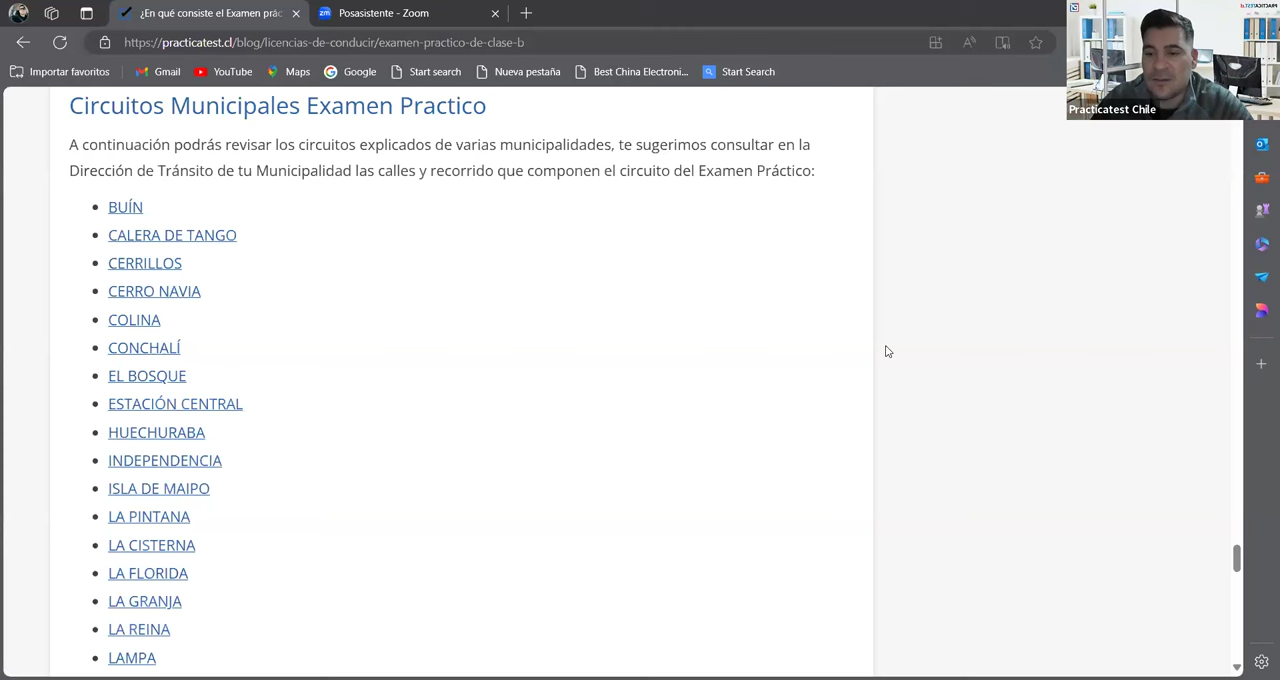 ¿En qué consiste el Examen prác
Posasistente - Zoom
https://practicatest.cl/blog/licencias-de-conducir/examen-practico-de-clase-b
Importar favoritos
Gmail
YouTube
Maps
Google
Start search
Nueva pestaña
Best China Electroni...
Start Search
PRACTICATEST
Practicatest Chile
Circuitos Municipales Examen Practico
A continuación podrás revisar los circuitos explicados de varias municipalidades, te sugerimos consultar en la
Dirección de Tránsito de tu Municipalidad las calles y recorrido que componen el circuito del Examen Práctico:
BUÍN
CALERA DE TANGO
CERRILLOS
CERRO NAVIA
COLINA
CONCHALÍ
EL BOSQUE
ESTACIÓN CENTRAL
HUECHURABA
INDEPENDENCIA
ISLA DE MAIPO
LA PINTANA
LA CISTERNA
LA FLORIDA
LA GRANJA
LA REINA
LAMPA